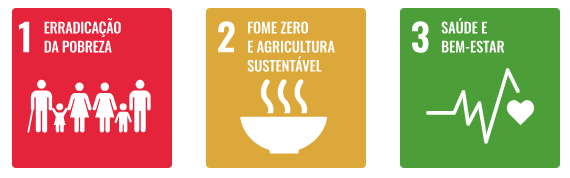 1 ERRADICAÇÃO
DA POBREZA
2 FOME ZERO
E AGRICULTURA
SUSTENTÁVEL
3 SAÚDE E
BEM-ESTAR